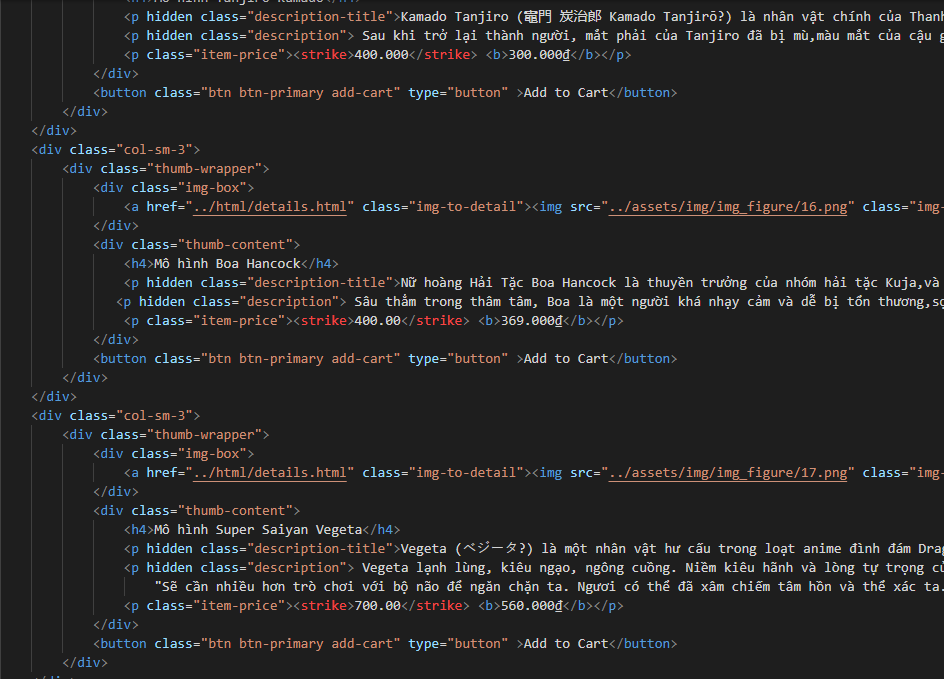 <h4>Mô hình Tanjiro Kamado</h4>
<p hidden class="description-title">Kamado Tanjiro (竈門 炭治郎 Kamado Tanjirō?) là nhân vật chính của Thanh
<p hidden class="description"> Sau khi trở lại thành người, mắt phải của Tanjiro đã bị mù,màu mắt của cậu g
<p class="item-price"><strike>400.000</strike> <b>300.000₫</b></p>
</div>
<button class="btn btn-primary add-cart" type="button" >Add to Cart</button>
</div>
</div>
<div class="col-sm-3">
<div class="thumb-wrapper">
<div class="img-box">
<a href="../html/details.html" class="img-to-detail"><img src="../assets/img/img_figure/16.png" class="img-
</div>
<div class="thumb-content">
<h4>Mô hình Boa Hancock</h4>
<p hidden class="description-title">Nữ hoàng Hải Tặc Boa Hancock là thuyền trưởng của nhóm hải tặc Kuja,và
<p hidden class="description"> Sâu thẳm trong thâm tâm, Boa là một người khá nhạy cảm và dễ bị tổn thương,sợ
<p class="item-price"><strike>400.00</strike> <b>369.000₫</b></p>
</div>
<button class="btn btn-primary add-cart" type="button" >Add to Cart</button>
</div>
</div>
<div class="col-sm-3">
<div class="thumb-wrapper">
<div class="img-box">
<a href="../html/details.html" class="img-to-detail"><img src="../assets/img/img_figure/17.png" class="img-
</div>
<div class="thumb-content">
<h4>Mô hình Super Saiyan Vegeta</h4>
<p hidden class="description-title">Vegeta (ベジータ?) là một nhân vật hư cấu trong loạt anime đình đám Drag
<p hidden class="description"> Vegeta lạnh lùng, kiêu ngạo, ngông cuồng. Niềm kiêu hãnh và lòng tự trọng củ
"Sẽ cần nhiều hơn trò chơi với bộ não để ngăn chặn ta. Ngươi có thể đã xâm chiếm tâm hồn và thể xác ta.
<p class="item-price"><strike>700.00</strike> <b>560.000₫</b></p>
</div>
<button class="btn btn-primary add-cart" type="button" >Add to Cart</button>
</div>
</div>